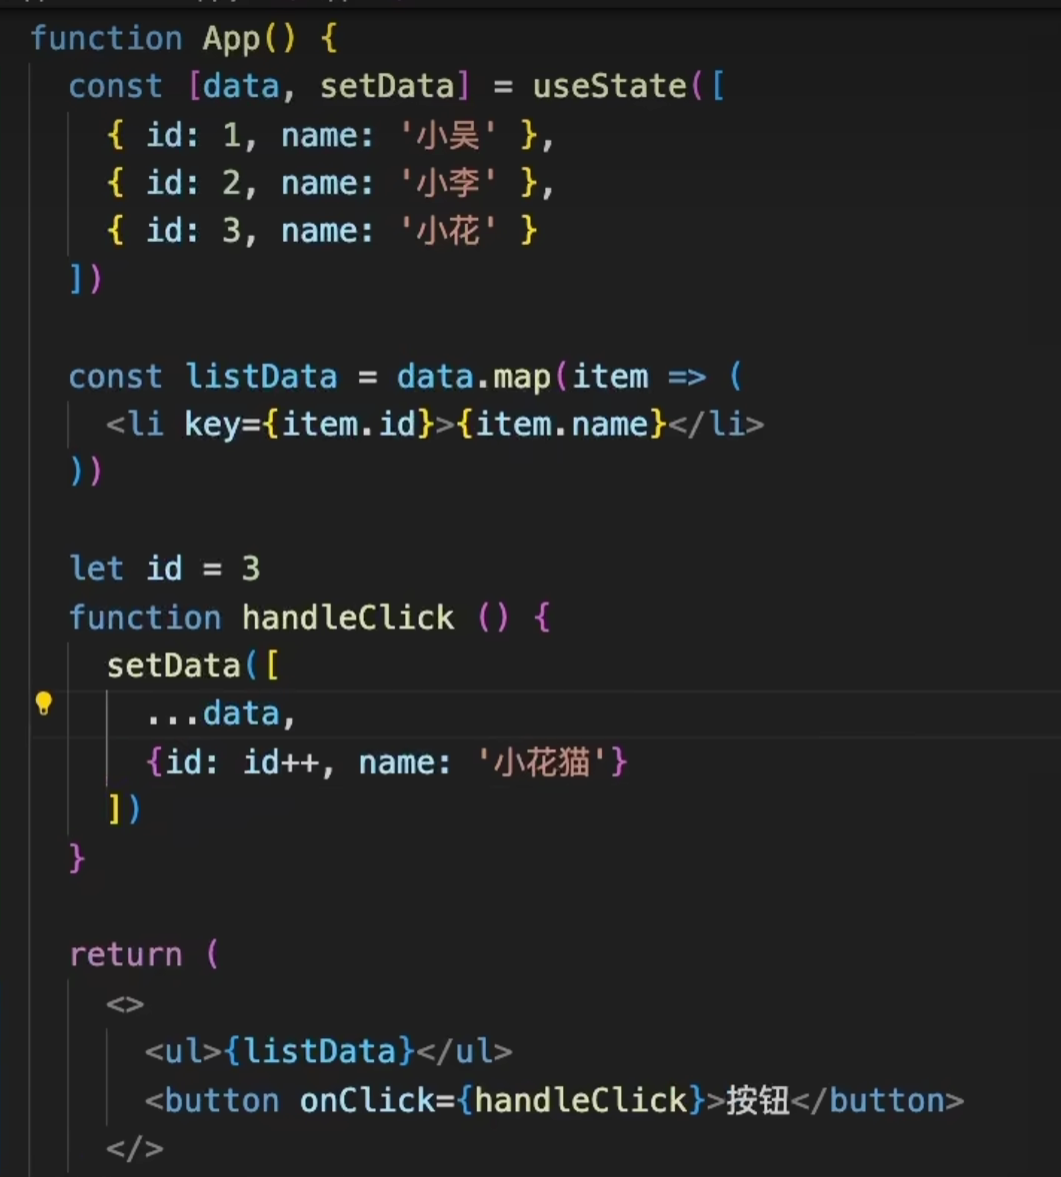 function App() {
const [data, setData] = useState([
{ id: 1, name: '小吴' },
{ id: 2, name: '小李' },
{ id: 3, name: '小花' }
])
const listData = data.map(item => (
<li key={item.id}>{item.name}</li>
))
let id = 3
function handleClick () {
setData([
...data,
{id: id++, name: '小花猫'}
])
}
return (
<>
<ul>{listData}</ul>
<button onClick={handleClick}>按钮</button>
</>